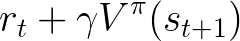 $r_t + \gamma V^{\pi}(s_{t+1})$